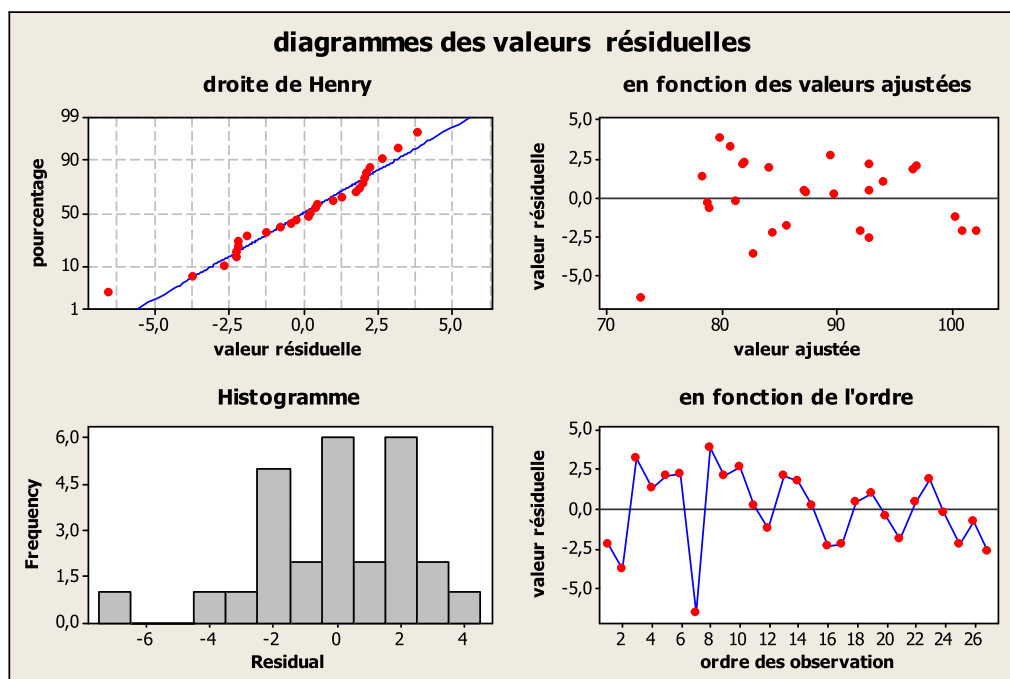 diagrammes des valeurs résiduelles
droite de Henry
99
90
50
10
1
pourcentage
-5,0 -2,5 0,0 2,5 5,0
valeur résiduelle
en fonction des valeurs ajustées
5,0
2,5
0,0
-2,5
-5,0
valeur résiduelle
70 80 90 100
valeur ajustée
Histogramme
6,0
4,5
3,0
1,5
0,0
Frequency
-6 -4 -2 0 2 4
Residual
en fonction de l'ordre
5,0
2,5
0,0
-2,5
-5,0
valeur résiduelle
2 4 6 8 10 12 14 16 18 20 22 24 26
ordre des observation